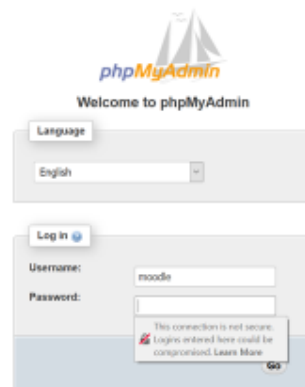 phpMyAdmin
Welcome to phpMyAdmin
Language
English
Log in
Username:
moodle
Password:
This connection is not secure.
Logins entered here could be
compromised. Learn More
Go